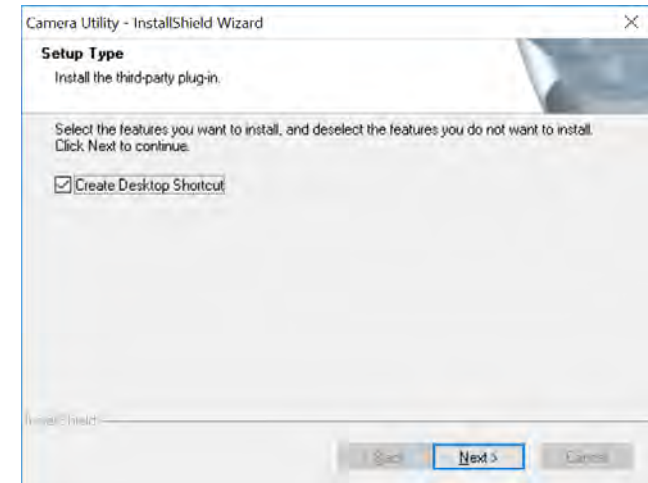 Camera Utility - InstallShield Wizard
Setup Type
Install the third-party plug-in.
Select the features you want to install, and deselect the features you do not want to install.
Click Next to continue.
Create Desktop Shortcut
InstallShield
< Back Next > Cancel